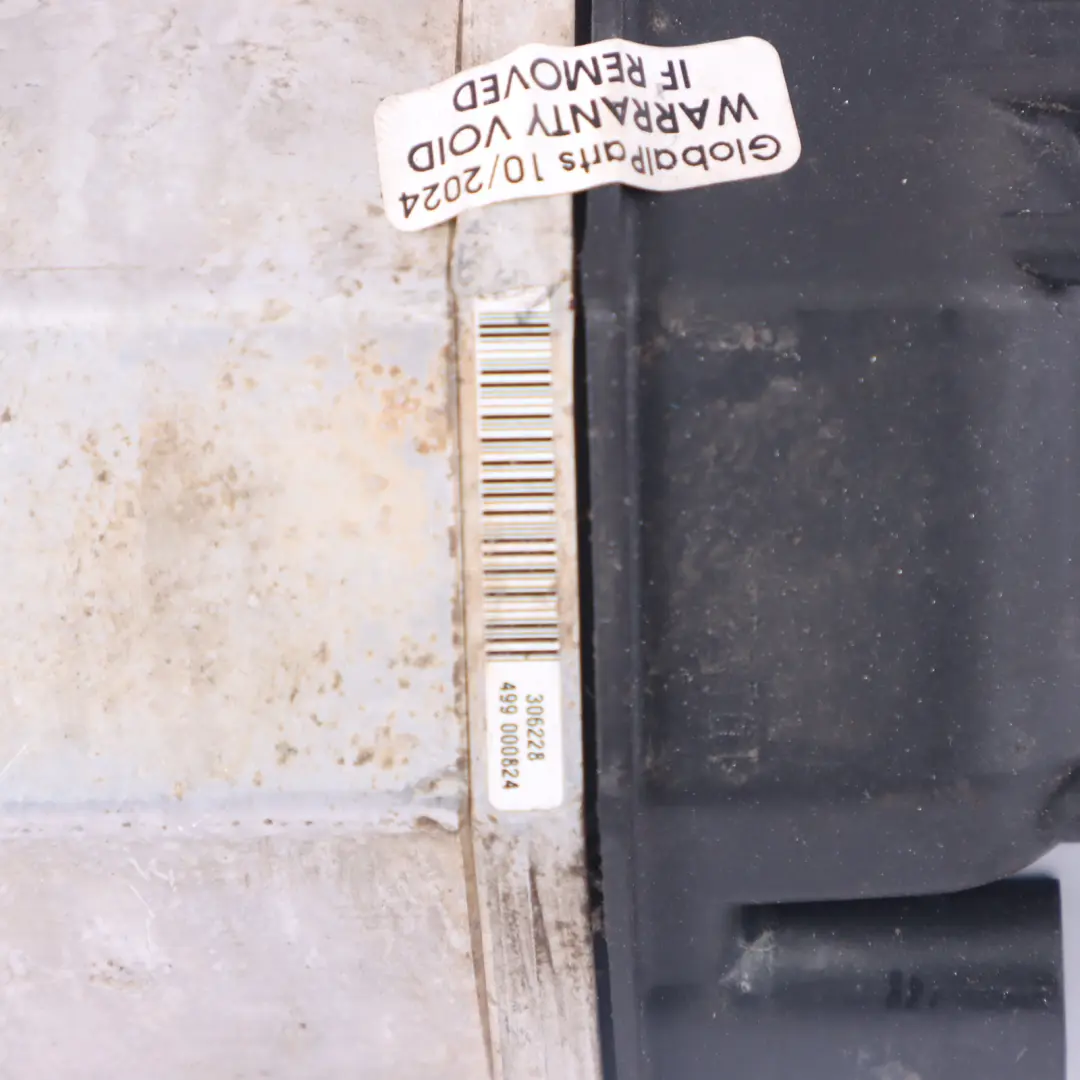 GlobalParts 10/2024
WARRANTY VOID
IF REMOVED
306228
499 000824